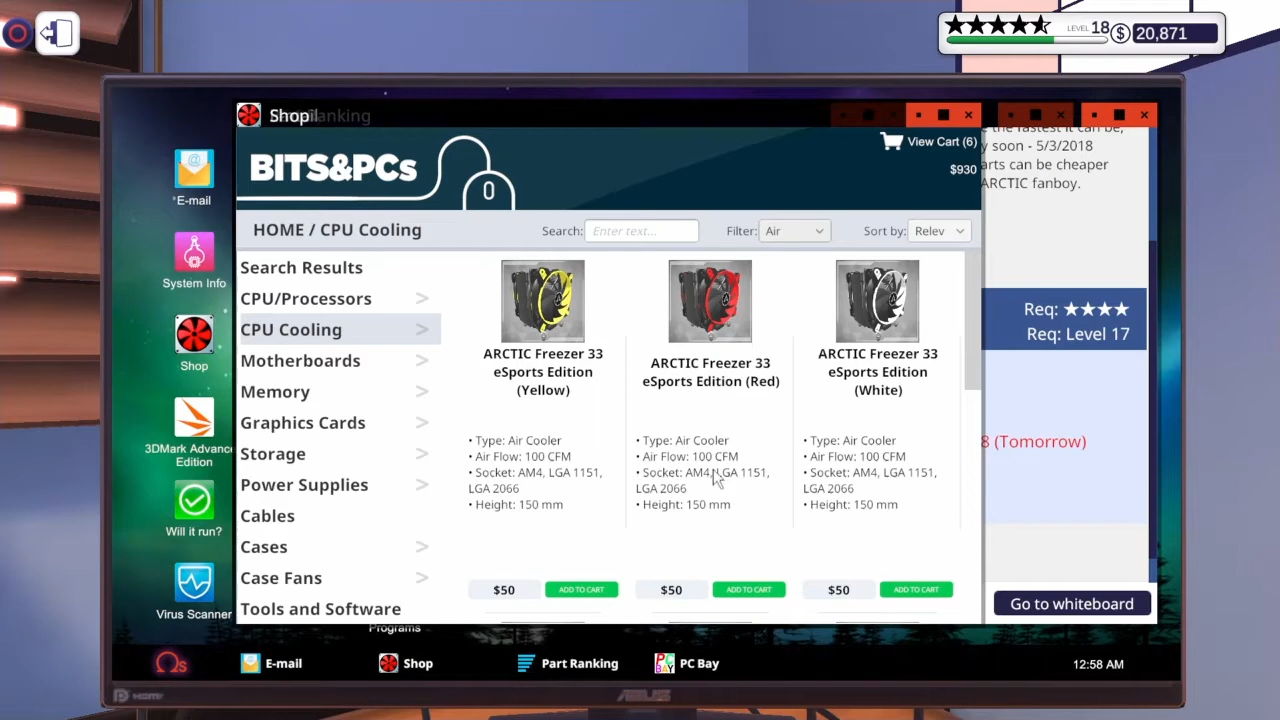 LEVEL 18 $ 20,871
Shop
BITS&PCs
View Cart (6)
$930
HOME / CPU Cooling
Search: Enter text...
Filter: Air
Sort by: Relev
Search Results
CPU/Processors >
CPU Cooling >
Motherboards >
Memory >
Graphics Cards >
Storage >
Power Supplies >
Cables
Cases >
Case Fans >
Tools and Software
ARCTIC Freezer 33
eSports Edition
(Yellow)
• Type: Air Cooler
• Air Flow: 100 CFM
• Socket: AM4, LGA 1151,
LGA 2066
• Height: 150 mm
$50 ADD TO CART
ARCTIC Freezer 33
eSports Edition (Red)
• Type: Air Cooler
• Air Flow: 100 CFM
• Socket: AM4, LGA 1151,
LGA 2066
• Height: 150 mm
$50 ADD TO CART
ARCTIC Freezer 33
eSports Edition
(White)
• Type: Air Cooler
• Air Flow: 100 CFM
• Socket: AM4, LGA 1151,
LGA 2066
• Height: 150 mm
$50 ADD TO CART
the fastest it can be,
y soon - 5/3/2018
arts can be cheaper
ARCTIC fanboy.
Req: ★★★★
Req: Level 17
8 (Tomorrow)
Go to whiteboard
E-mail
System Info
Shop
3DMark Advance
Edition
Will it run?
Virus Scanner
Programs
E-mail
Shop
Part Ranking
PC Bay
12:58 AM
HDMI
ASUS